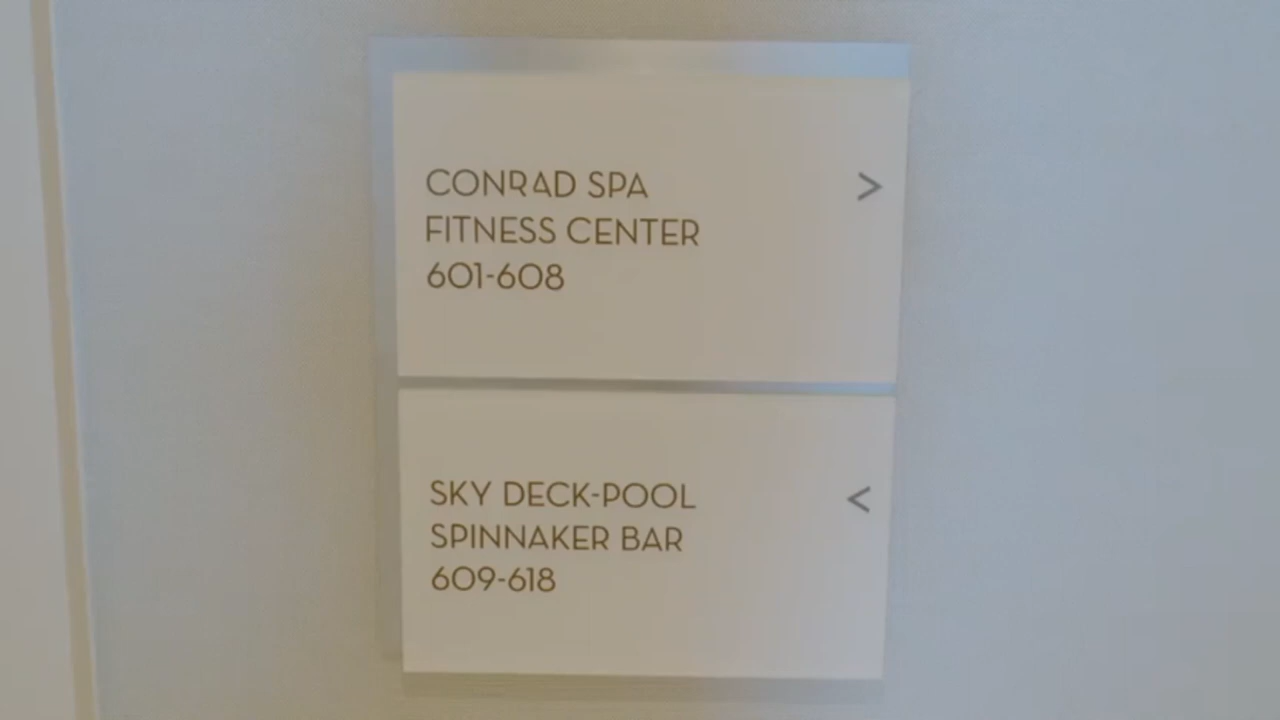 CONRAD SPA >
FITNESS CENTER
601-608
SKY DECK-POOL <
SPINNAKER BAR
609-618